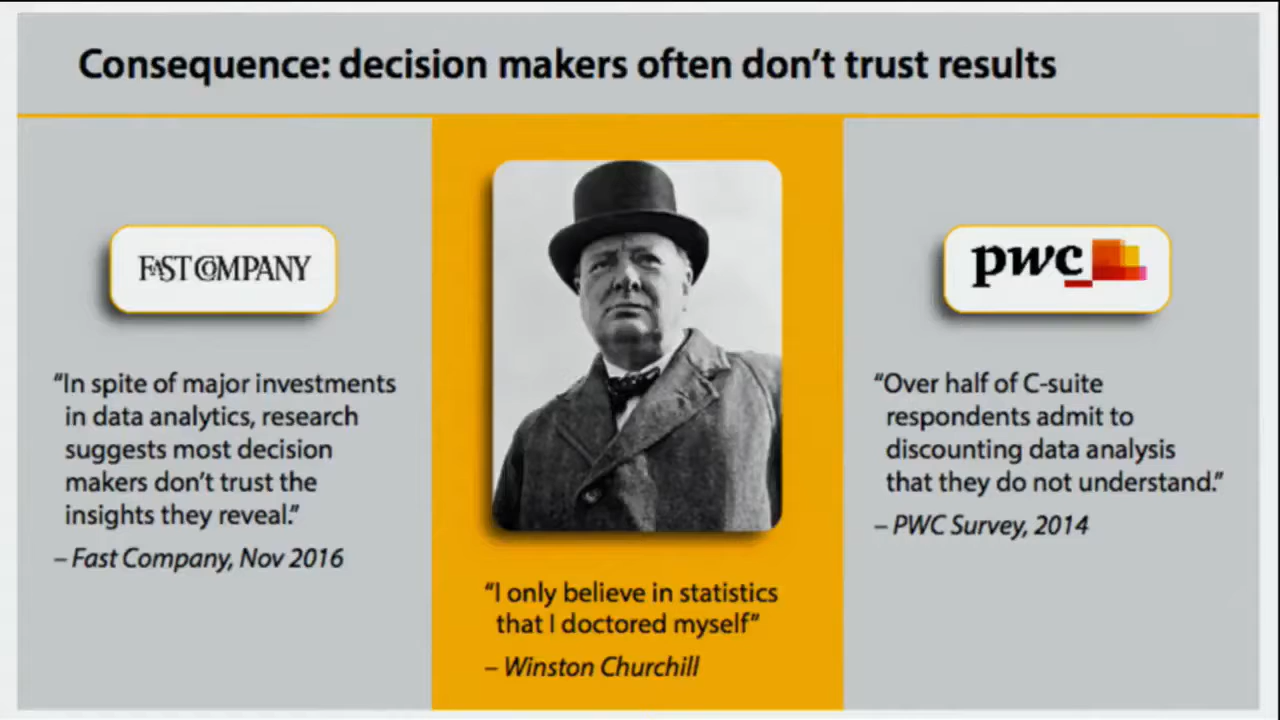 Consequence: decision makers often don't trust results
FAST COMPANY
“In spite of major investments
in data analytics, research
suggests most decision
makers don't trust the
insights they reveal.”
– Fast Company, Nov 2016
“I only believe in statistics
that I doctored myself”
– Winston Churchill
pwc
“Over half of C-suite
respondents admit to
discounting data analysis
that they do not understand.”
– PWC Survey, 2014